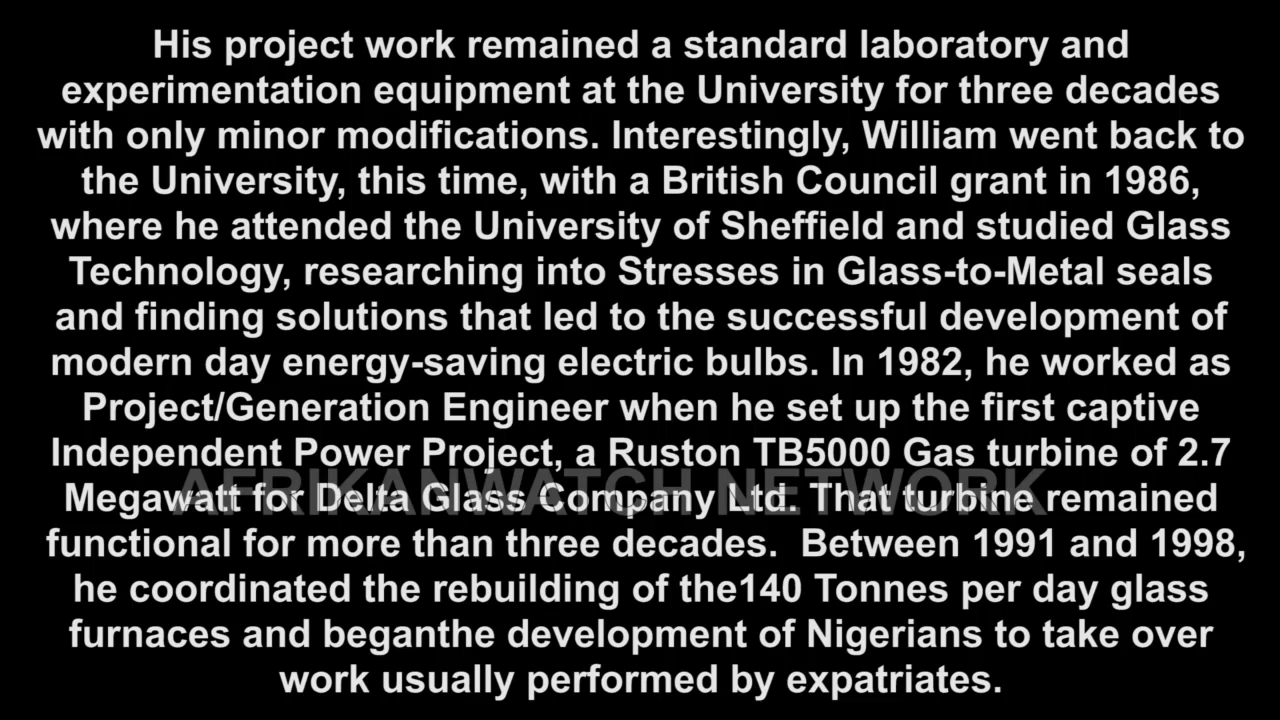 His project work remained a standard laboratory and
experimentation equipment at the University for three decades
with only minor modifications. Interestingly, William went back to
the University, this time, with a British Council grant in 1986,
where he attended the University of Sheffield and studied Glass
Technology, researching into Stresses in Glass-to-Metal seals
and finding solutions that led to the successful development of
modern day energy-saving electric bulbs. In 1982, he worked as
Project/Generation Engineer when he set up the first captive
Independent Power Project, a Ruston TB5000 Gas turbine of 2.7
Megawatt for Delta Glass Company Ltd. That turbine remained
AFRIKANWATCH NETWORK
functional for more than three decades.  Between 1991 and 1998,
he coordinated the rebuilding of the140 Tonnes per day glass
furnaces and beganthe development of Nigerians to take over
work usually performed by expatriates.